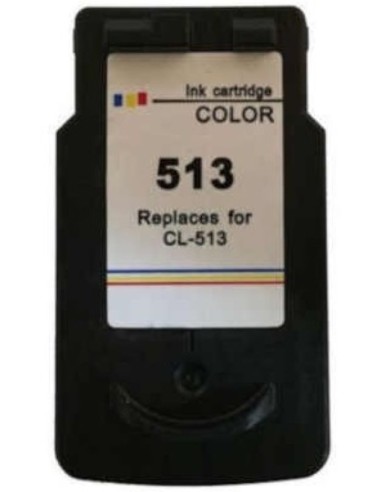 Ink cartridge
COLOR
513
Replaces for
CL-513